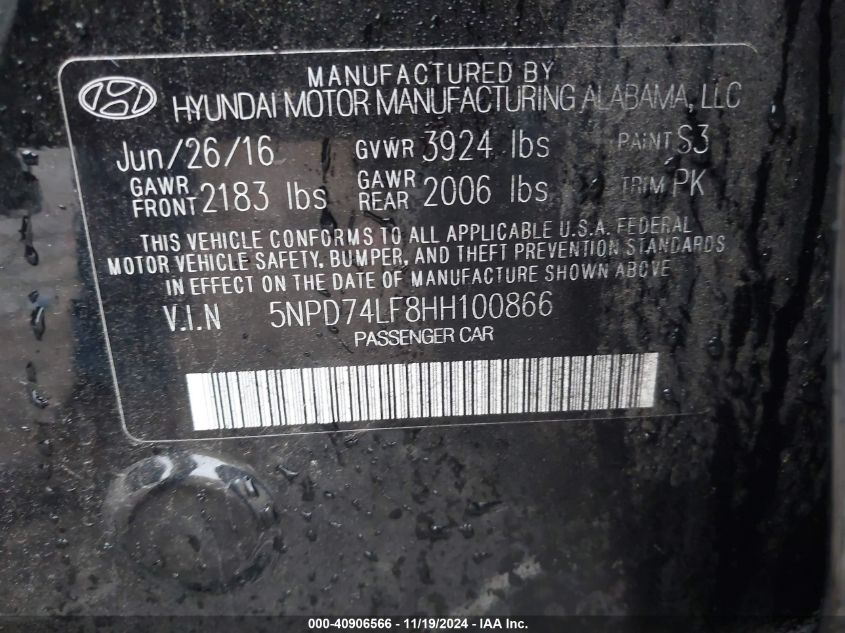 MANUFACTURED BY
HYUNDAI MOTOR MANUFACTURING ALABAMA, LLC
Jun/26/16 GVWR 3924 lbs PAINT S3
GAWR FRONT 2183 lbs GAWR REAR 2006 lbs TRIM PK
THIS VEHICLE CONFORMS TO ALL APPLICABLE U.S.A. FEDERAL
MOTOR VEHICLE SAFETY, BUMPER, AND THEFT PREVENTION STANDARDS
IN EFFECT ON THE DATE OF MANUFACTURE SHOWN ABOVE
V.I.N 5NPD74LF8HH100866
PASSENGER CAR
000-40906566 - 11/19/2024 - IAA Inc.